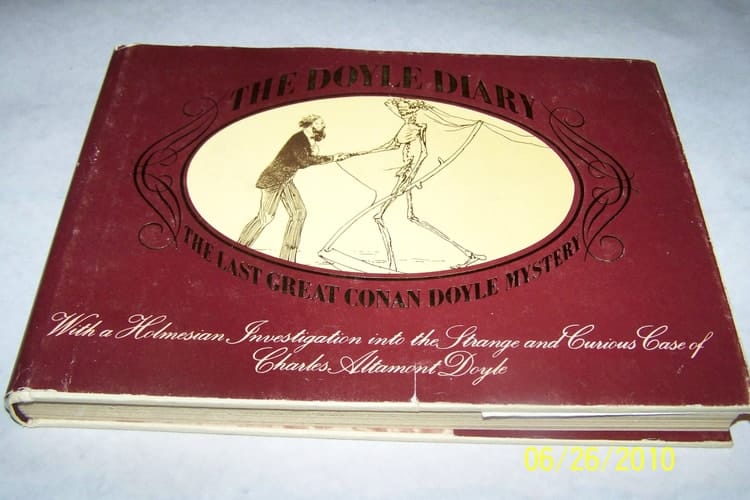 THE DOYLE DIARY
THE LAST GREAT CONAN DOYLE MYSTERY
With a Holmesian Investigation into the Strange and Curious Case of
Charles Altamont Doyle
06/26/2010